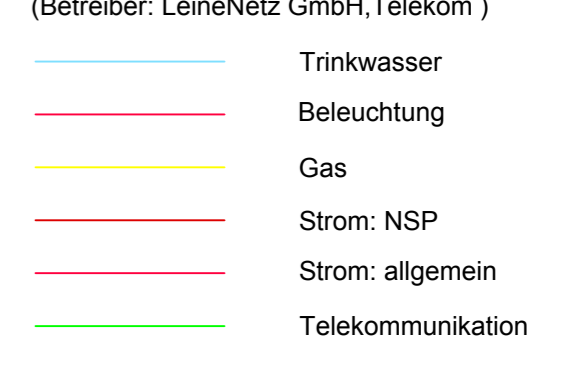 (Betreiber: LeineNetz GmbH,Telekom )
Trinkwasser
Beleuchtung
Gas
Strom: NSP
Strom: allgemein
Telekommunikation